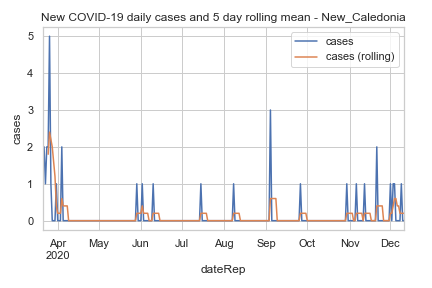 New COVID-19 daily cases and 5 day rolling mean - New_Caledonia
cases
cases (rolling)
5
4
3
2
1
0
cases
Apr May Jun Jul Aug Sep Oct Nov Dec
2020
dateRep